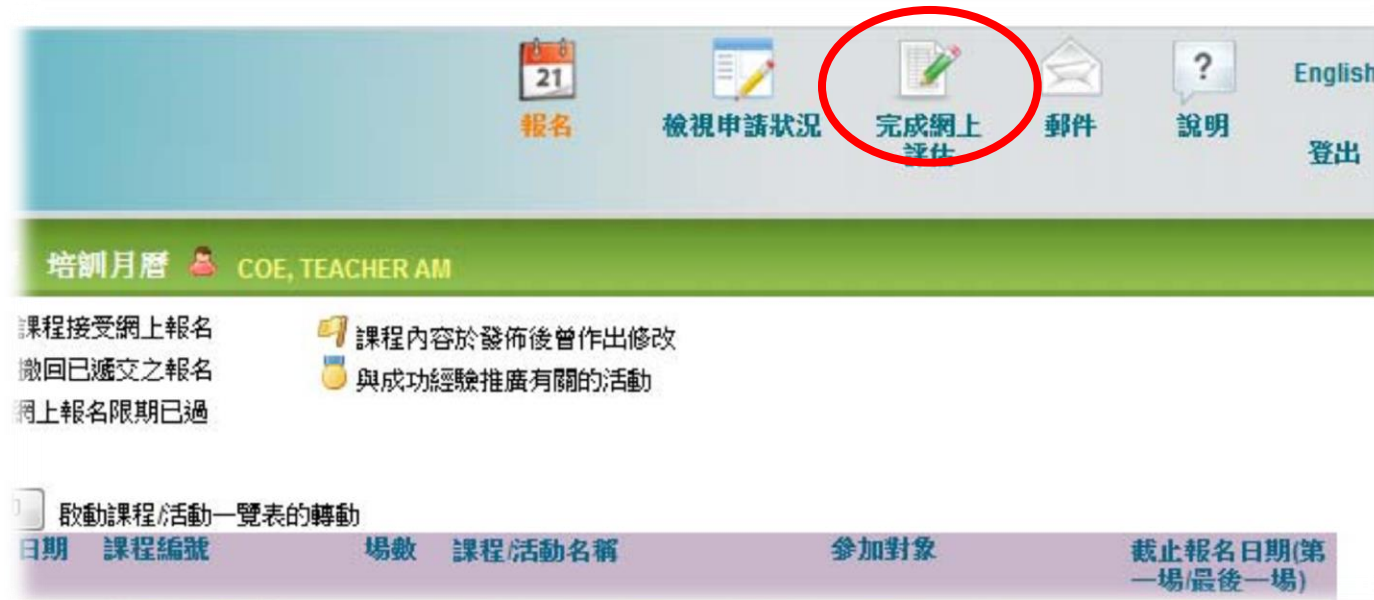 21
?
English
報名
檢視申請狀況
完成網上
評估
郵件
說明
登出
培訓月曆 COE, TEACHER AM
課程接受網上報名
撤回已遞交之報名
網上報名限期已過
課程內容於發佈後曾作出修改
與成功經驗推廣有關的活動
啟動課程/活動一覽表的轉動
日期 課程編號 場數 課程/活動名稱 參加對象 截止報名日期(第
一場/最後一場)